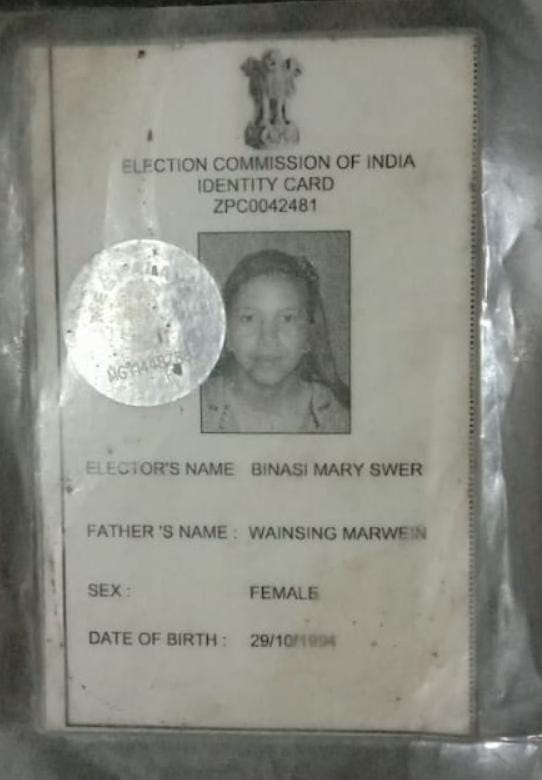 ELECTION COMMISSION OF INDIA
IDENTITY CARD
ZPC0042481
ELECTOR'S NAME BINASI MARY SWER
FATHER 'S NAME : WAINSING MARWEIN
SEX : FEMALE
DATE OF BIRTH : 29/10/1994